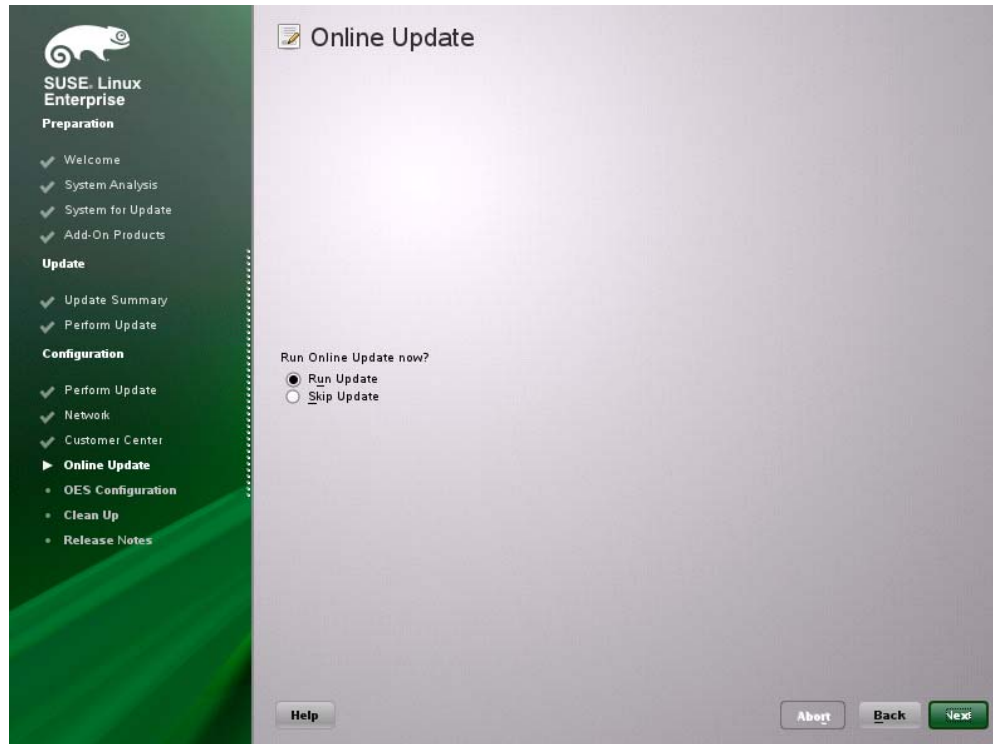 SUSE. Linux
Enterprise
Preparation
Welcome
System Analysis
System for Update
Add-On Products
Update
Update Summary
Perform Update
Configuration
Perform Update
Network
Customer Center
Online Update
OES Configuration
Clean Up
Release Notes
Online Update
Run Online Update now?
Run Update
Skip Update
Help
Abort
Back
Next